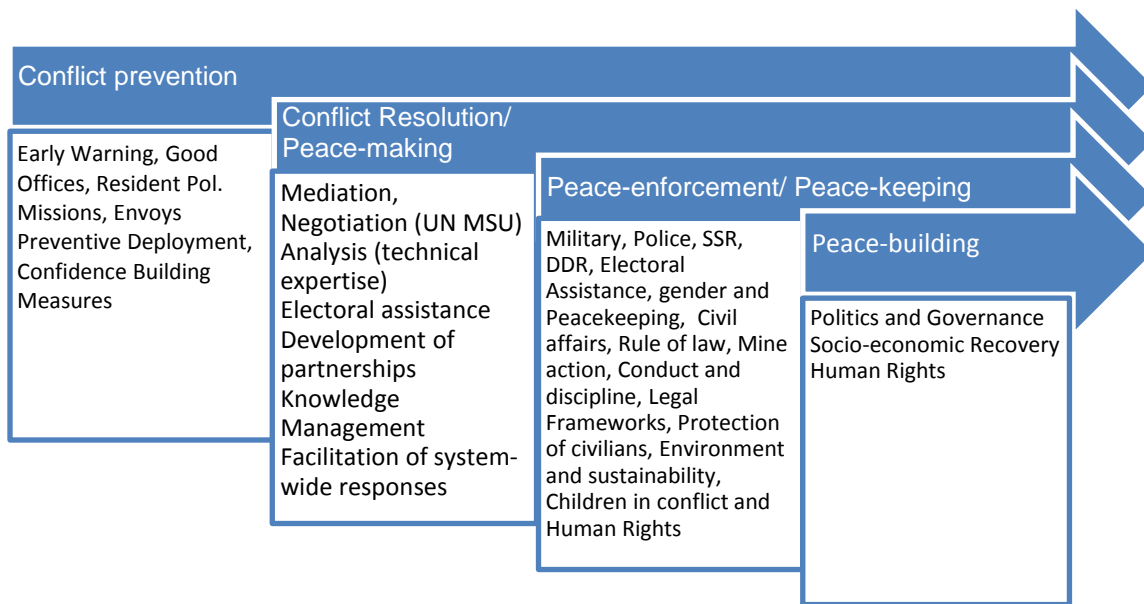 Conflict prevention
Early Warning, Good
Offices, Resident Pol.
Missions, Envoys
Preventive Deployment,
Confidence Building
Measures
Conflict Resolution/
Peace-making
Mediation,
Negotiation (UN MSU)
Analysis (technical
expertise)
Electoral assistance
Development of
partnerships
Knowledge
Management
Facilitation of system-
wide responses
Peace-enforcement/ Peace-keeping
Military, Police, SSR,
DDR, Electoral
Assistance, gender and
Peacekeeping, Civil
affairs, Rule of law, Mine
action, Conduct and
discipline, Legal
Frameworks, Protection
of civilians, Environment
and sustainability,
Children in conflict and
Human Rights
Peace-building
Politics and Governance
Socio-economic Recovery
Human Rights